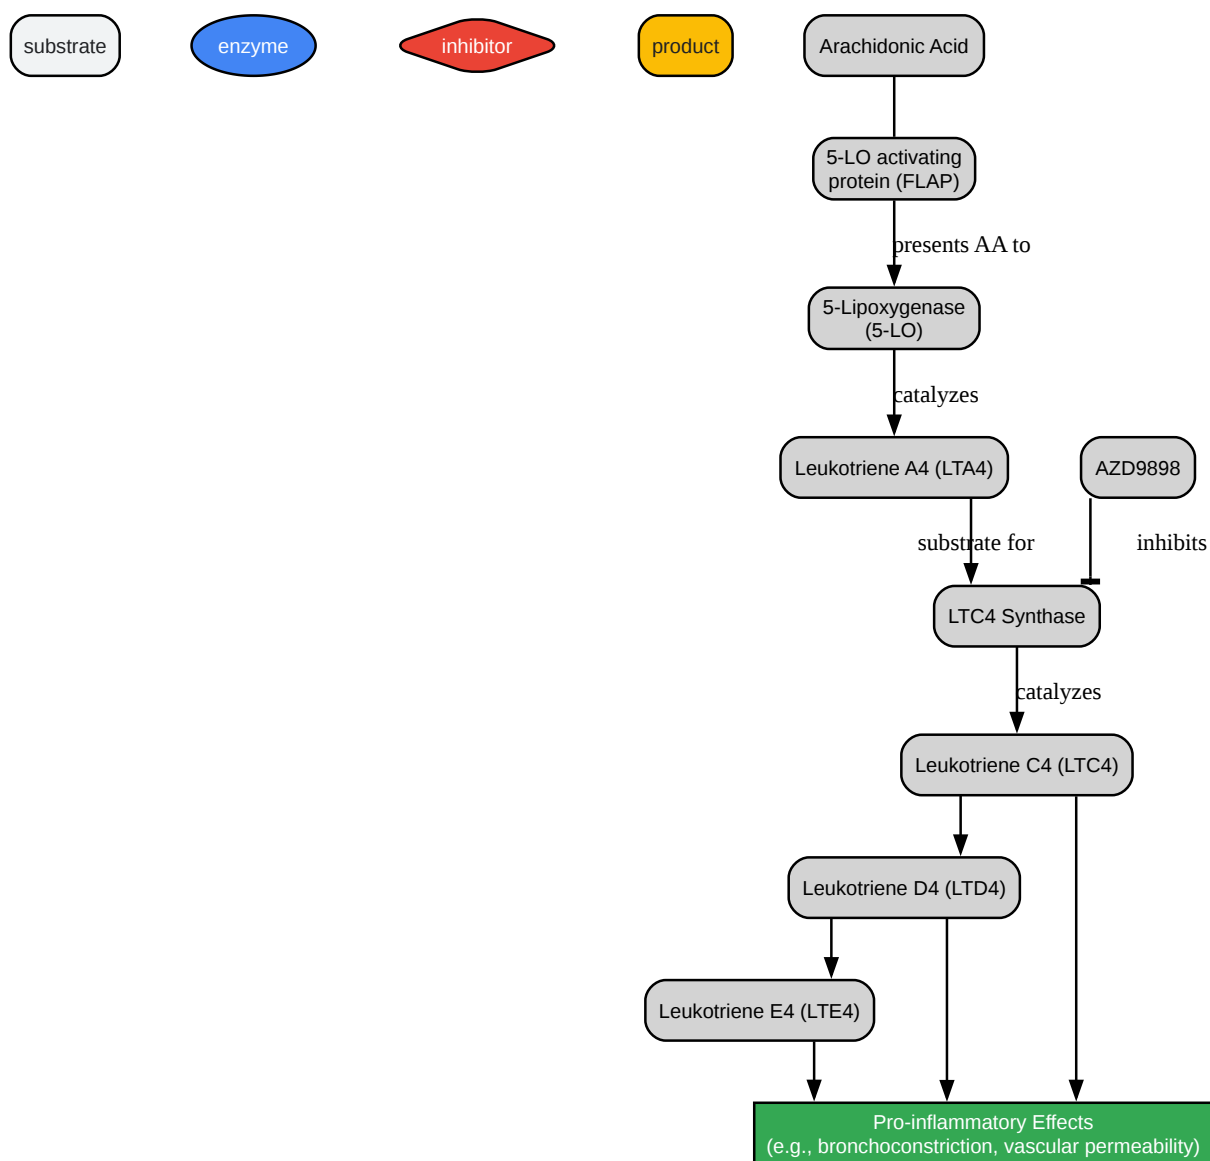 substrate
enzyme
inhibitor
product
Arachidonic Acid
5-LO activating
protein (FLAP)
presents AA to
5-Lipoxygenase
(5-LO)
catalyzes
Leukotriene A4 (LTA4)
AZD9898
substrate for
inhibits
LTC4 Synthase
catalyzes
Leukotriene C4 (LTC4)
Leukotriene D4 (LTD4)
Leukotriene E4 (LTE4)
Pro-inflammatory Effects
(e.g., bronchoconstriction, vascular permeability)